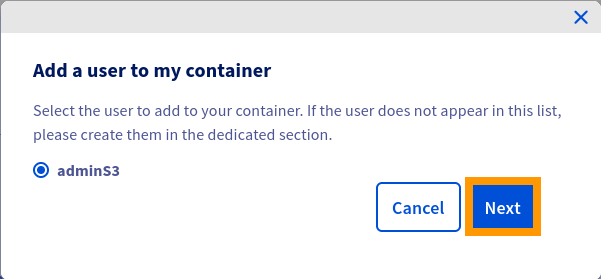 Add a user to my container
Select the user to add to your container. If the user does not appear in this list,
please create them in the dedicated section.
adminS3
Cancel
Next